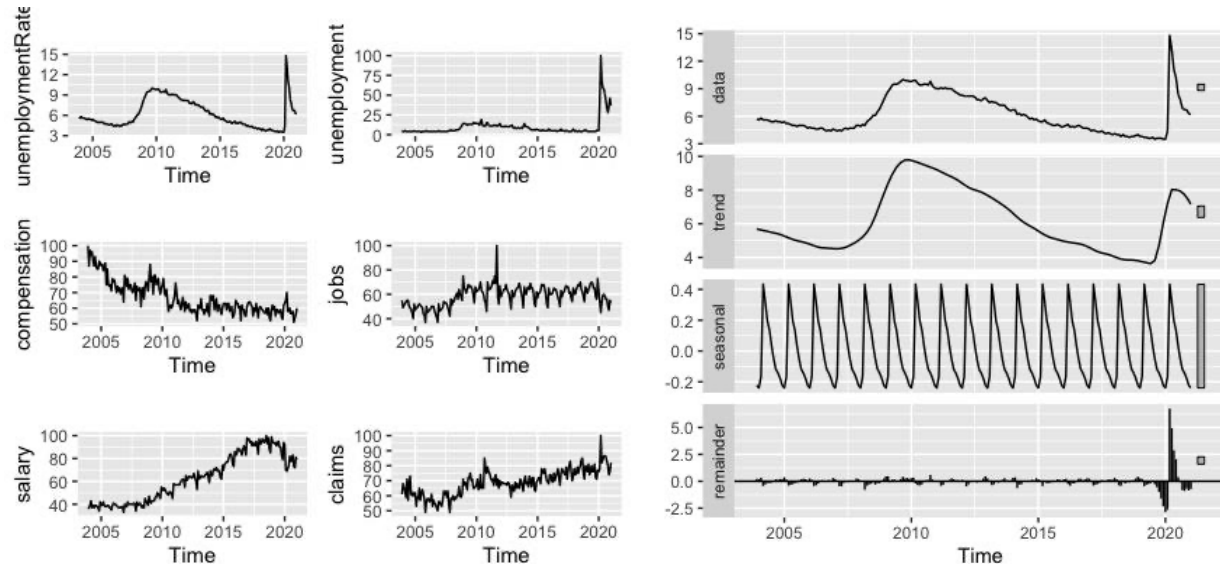 unemploymentRate
15
12
9
6
3
2005 2010 2015 2020
Time
unemployment
100
75
50
25
0
2005 2010 2015 2020
Time
compensation
100
90
80
70
60
50
2005 2010 2015 2020
Time
jobs
100
80
60
40
2005 2010 2015 2020
Time
salary
100
80
60
40
2005 2010 2015 2020
Time
claims
100
90
80
70
60
50
2005 2010 2015 2020
Time
data
15
12
9
6
3
trend
10
8
6
4
seasonal
0.4
0.2
0.0
-0.2
remainder
5.0
2.5
0.0
-2.5
2005 2010 2015 2020
Time